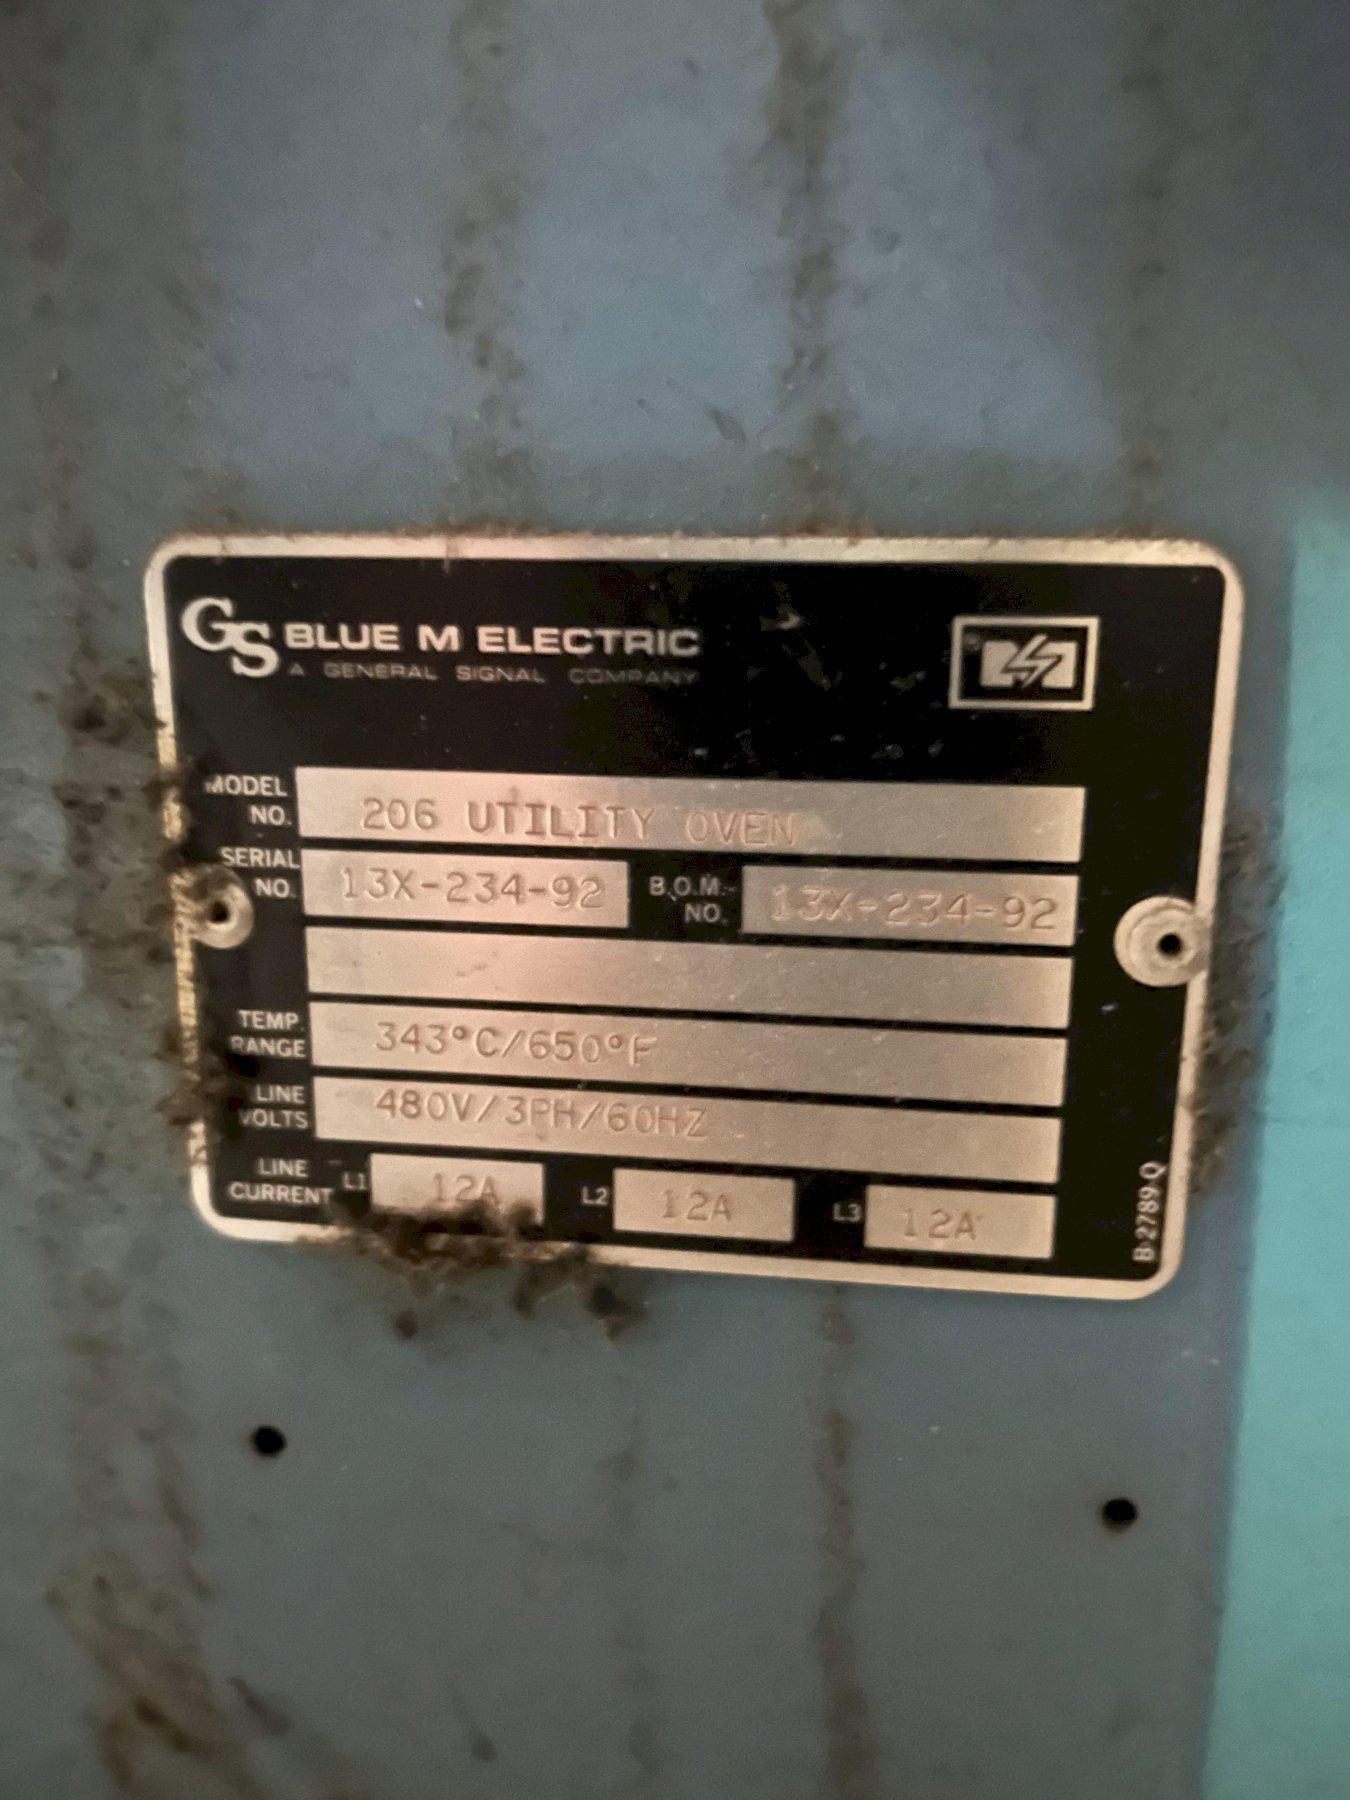 GS BLUE M ELECTRIC
A GENERAL SIGNAL COMPANY
MODEL NO. 206 UTILITY OVEN
SERIAL NO. 13X-234-92 B.O.M. NO. 13X-234-92
TEMP. RANGE 343°C/650°F
LINE VOLTS 480V/3PH/60HZ
LINE CURRENT L1 12A L2 12A L3 12A
B-2789-Q